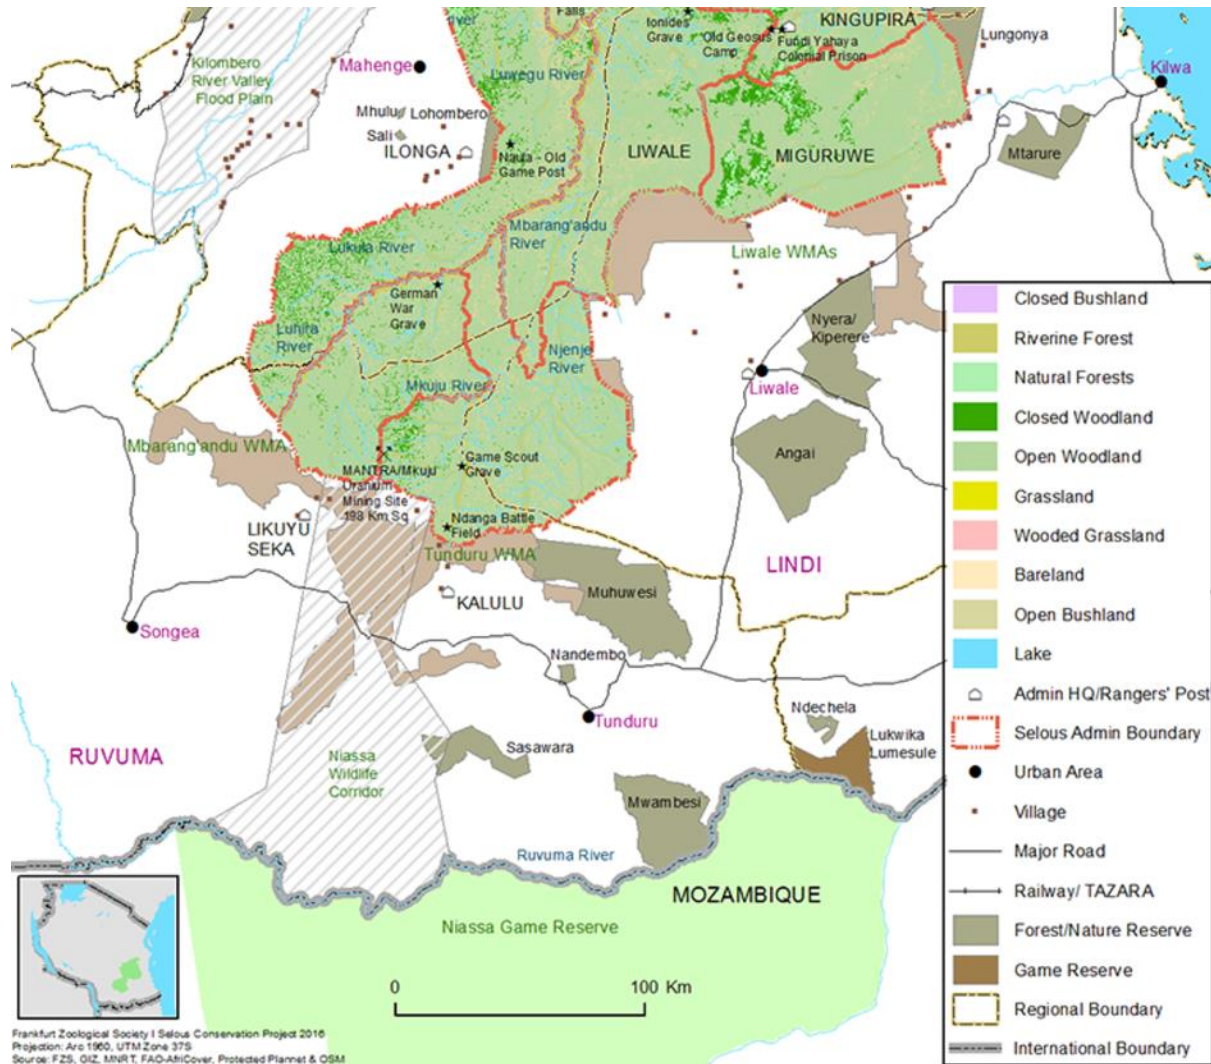 River
Falls
Ionides
Grave
Old Geosus
Camp
KINGUPIRA
Fundi Yahaya
Colonial Prison
Lungonya
Kilombero
River Valley
Flood Plain
Mahenge
Luwegu River
Kilwa
Mhulu/ Lohombero
Sali
ILONGA
Nauta - Old
Game Post
LIWALE
MIGURUWE
Mtarure
Mbarang'andu
River
Lukula River
Liwale WMAs
German
War
Grave
Luhira
River
Njenje
River
Nyera/
Kiperere
Mkuju River
Liwale
Mbarang'andu WMA
MANTRA/Mkuju
Uranium
Mining Site
198 Km Sq
Game Scout
Grave
Angai
LIKUYU
SEKA
Ndanga Battle
Field
Tunduru WMA
LINDI
KALULU
Muhuwesi
Songea
Nandembo
Tunduru
Ndechela
Lukwika
Lumesule
RUVUMA
Niassa
Wildlife
Corridor
Sasawara
Mwambesi
Ruvuma River
MOZAMBIQUE
Niassa Game Reserve
0 100 Km
Closed Bushland
Riverine Forest
Natural Forests
Closed Woodland
Open Woodland
Grassland
Wooded Grassland
Bareland
Open Bushland
Lake
Admin HQ/Rangers' Post
Selous Admin Boundary
Urban Area
Village
Major Road
Railway/ TAZARA
Forest/Nature Reserve
Game Reserve
Regional Boundary
International Boundary
Frankfurt Zoological Society I Selous Conservation Project 2016
Projection: Arc 1960, UTM Zone 37S
Source: FZS, GIZ, MNRT, FAO-AfriCover, Protected Plannet & OSM